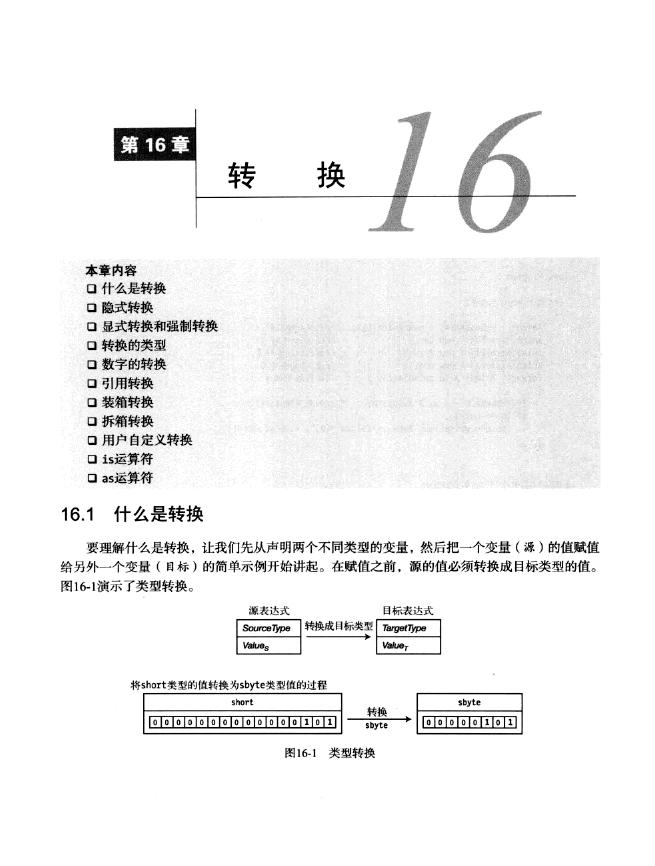 第 16 章
转 换
16
本章内容
❑ 什么是转换
❑ 隐式转换
❑ 显式转换和强制转换
❑ 转换的类型
❑ 数字的转换
❑ 引用转换
❑ 装箱转换
❑ 拆箱转换
❑ 用户自定义转换
❑ is运算符
❑ as运算符
16.1 什么是转换
要理解什么是转换，让我们先从声明两个不同类型的变量，然后把一个变量（源）的值赋值
给另外一个变量（目标）的简单示例开始讲起。在赋值之前，源的值必须转换成目标类型的值。
图16-1演示了类型转换。
源表达式 目标表达式
SourceType 转换成目标类型 TargetType
ValueS ValueT
将short类型的值转换为sbyte类型值的过程
short 转换 sbyte
0 0 0 0 0 0 0 0 0 0 0 0 0 1 0 1 sbyte 0 0 0 0 0 1 0 1
图16-1 类型转换